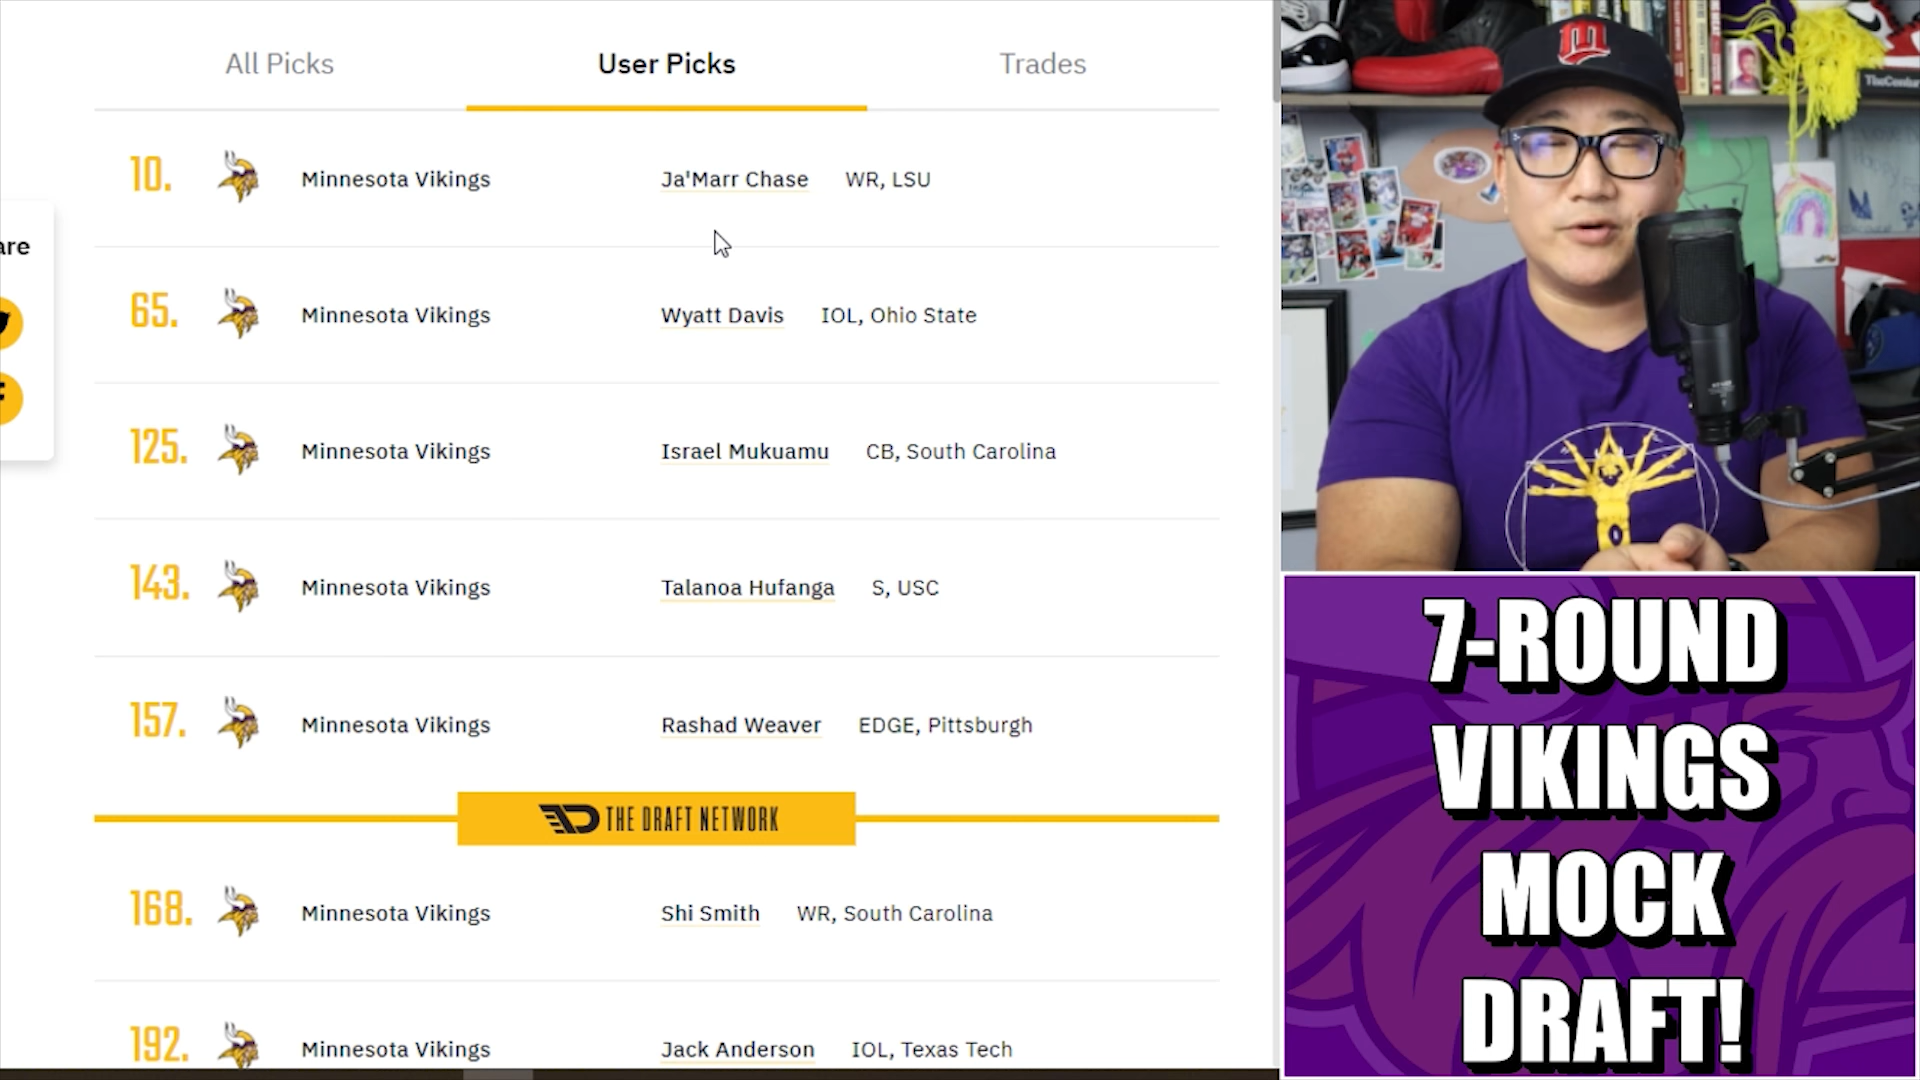 All Picks User Picks Trades
10. Minnesota Vikings Ja'Marr Chase WR, LSU
are
65. Minnesota Vikings Wyatt Davis IOL, Ohio State
125. Minnesota Vikings Israel Mukuamu CB, South Carolina
143. Minnesota Vikings Talanoa Hufanga S, USC
157. Minnesota Vikings Rashad Weaver EDGE, Pittsburgh
THE DRAFT NETWORK
168. Minnesota Vikings Shi Smith WR, South Carolina
192. Minnesota Vikings Jack Anderson IOL, Texas Tech
M
7-ROUND
VIKINGS
MOCK
DRAFT!